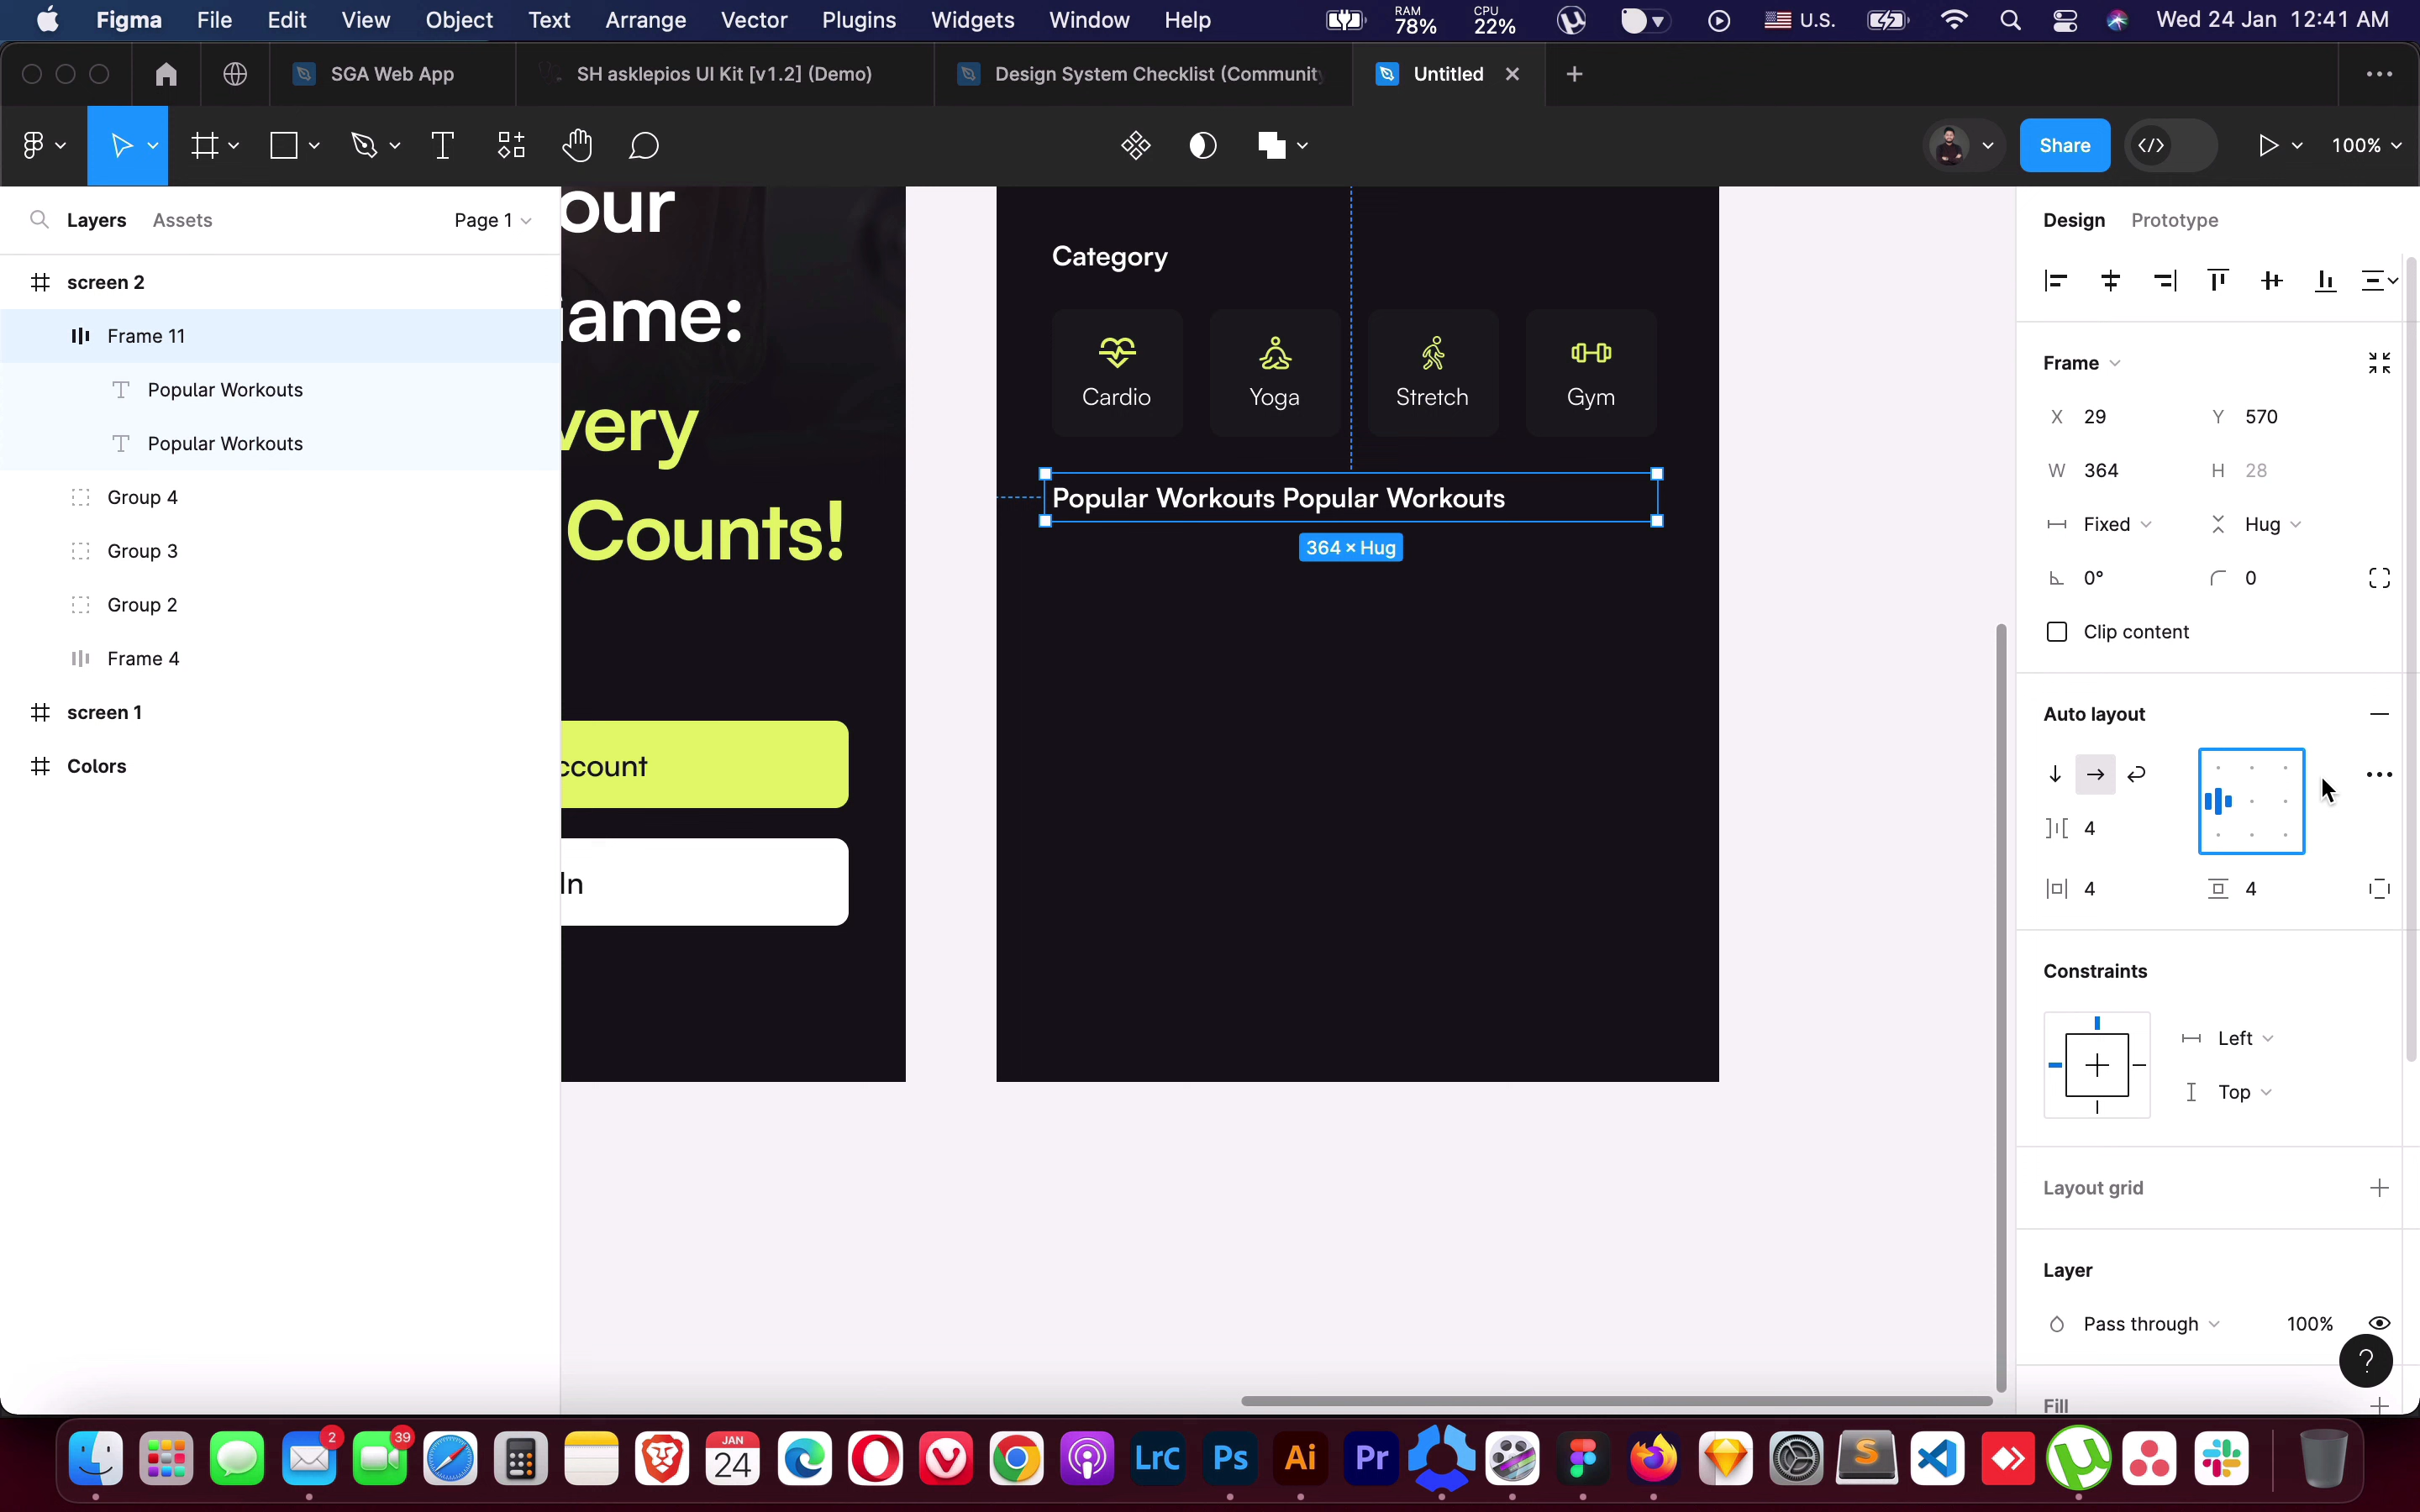 Figma File Edit View Object Text Arrange Vector Plugins Widgets Window Help RAM 78% CPU 22% U.S. Wed 24 Jan 12:41 AM
SGA Web App SH asklepios UI Kit [v1.2] (Demo) Design System Checklist (Community Untitled
Share 100%
Layers Assets Page 1
screen 2
Frame 11
Popular Workouts
Popular Workouts
Group 4
Group 3
Group 2
Frame 4
screen 1
Colors
our
ame:
very
Counts!
ccount
In
Category
Cardio Yoga Stretch Gym
Popular Workouts Popular Workouts
364 × Hug
Design Prototype
Frame
X 29 Y 570
W 364 H 28
Fixed Hug
0° 0
Clip content
Auto layout
4
4 4
Constraints
Left
Top
Layout grid
Layer
Pass through 100%
Fill
?
2 39 JAN 24 LrC Ps Ai Pr S